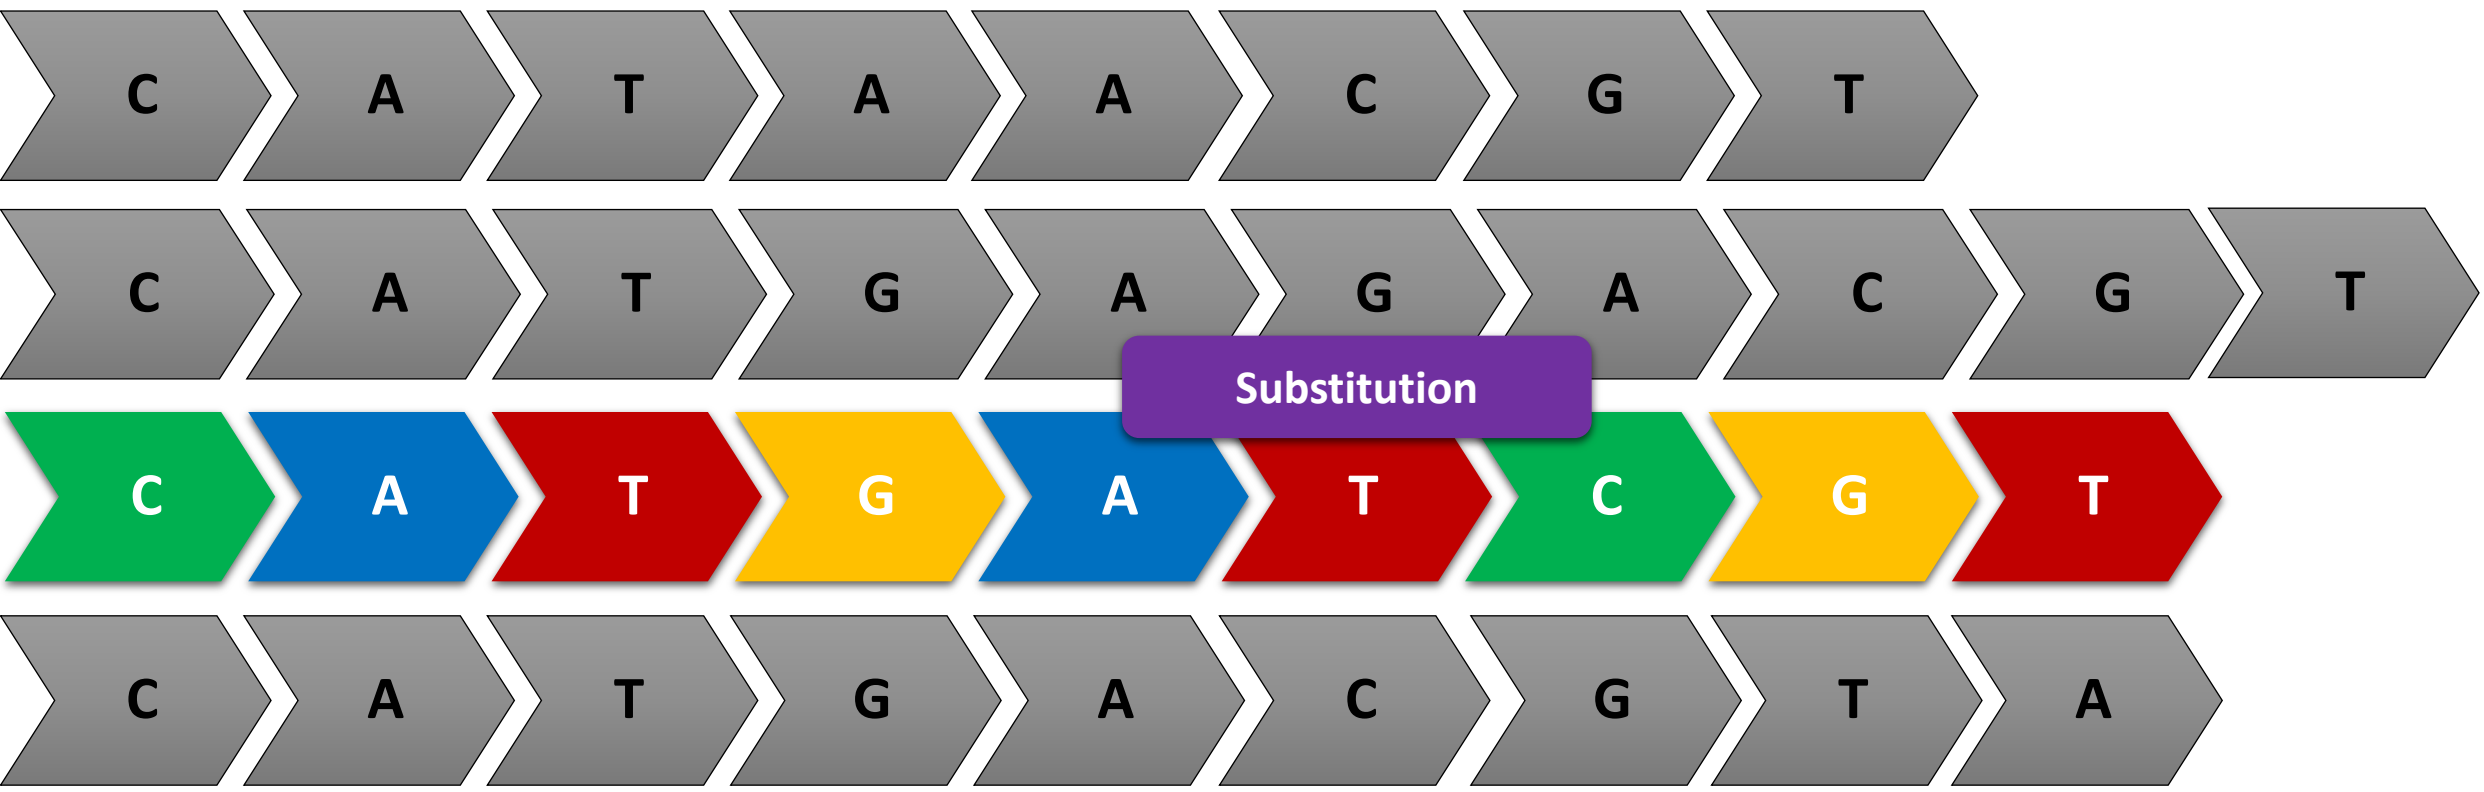 C A T A A C G T
C A T G A G A C G T
Substitution
C A T G A T C G T
C A T G A C G T A